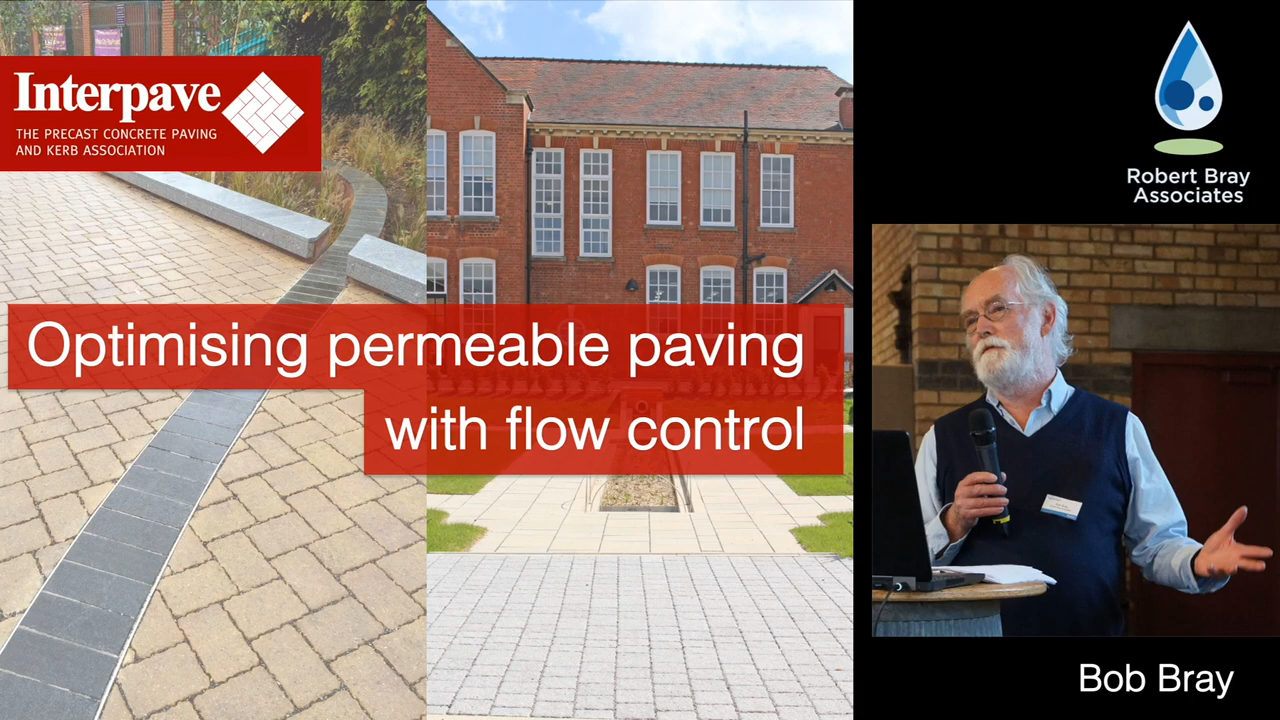 Interpave
THE PRECAST CONCRETE PAVING
AND KERB ASSOCIATION
Optimising permeable paving
with flow control
Robert Bray
Associates
Bob Bray